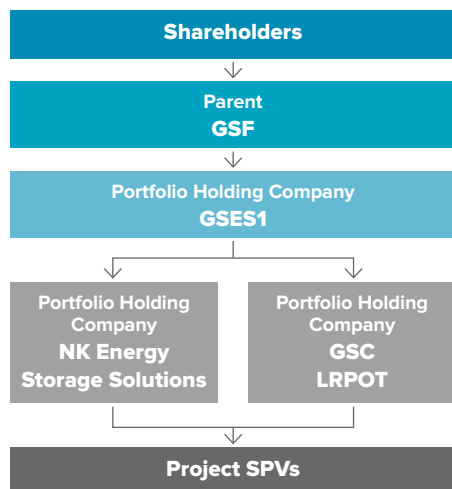 Shareholders
Parent
GSF
Portfolio Holding Company
GSES1
Portfolio Holding
Company
NK Energy
Storage Solutions
Portfolio Holding
Company
GSC
LRPOT
Project SPVs